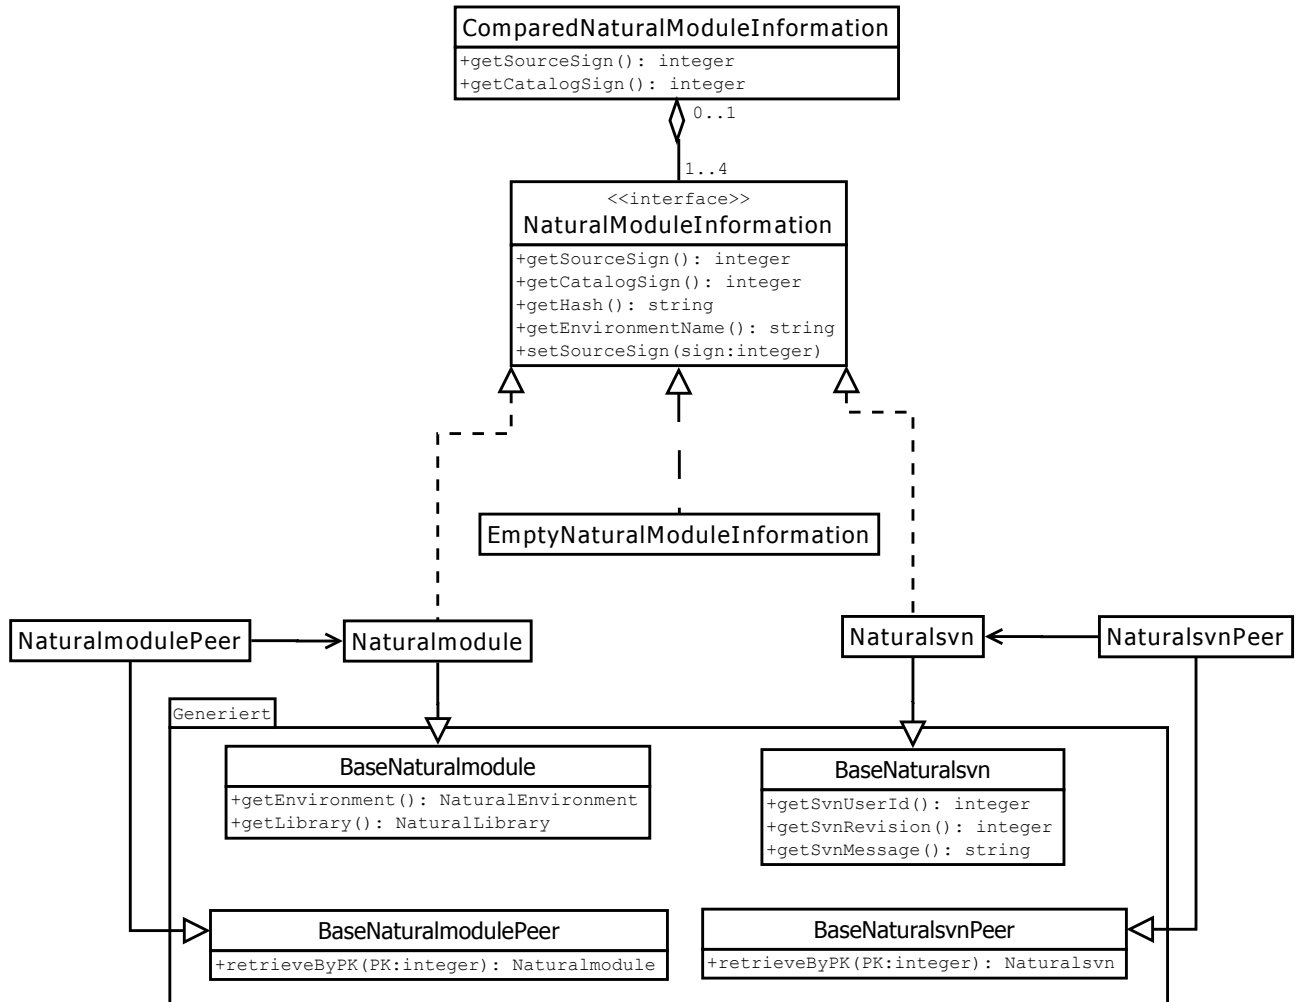 ComparedNaturalModuleInformation
+getSourceSign(): integer
+getCatalogSign(): integer
0..1
1..4
<<interface>>
NaturalModuleInformation
+getSourceSign(): integer
+getCatalogSign(): integer
+getHash(): string
+getEnvironmentName(): string
+setSourceSign(sign:integer)
EmptyNaturalModuleInformation
NaturalmodulePeer
Naturalmodule
Naturalsvn
NaturalsvnPeer
Generiert
BaseNaturalmodule
+getEnvironment(): NaturalEnvironment
+getLibrary(): NaturalLibrary
BaseNaturalsvn
+getSvnUserId(): integer
+getSvnRevision(): integer
+getSvnMessage(): string
BaseNaturalmodulePeer
+retrieveByPK(PK:integer): Naturalmodule
BaseNaturalsvnPeer
+retrieveByPK(PK:integer): Naturalsvn